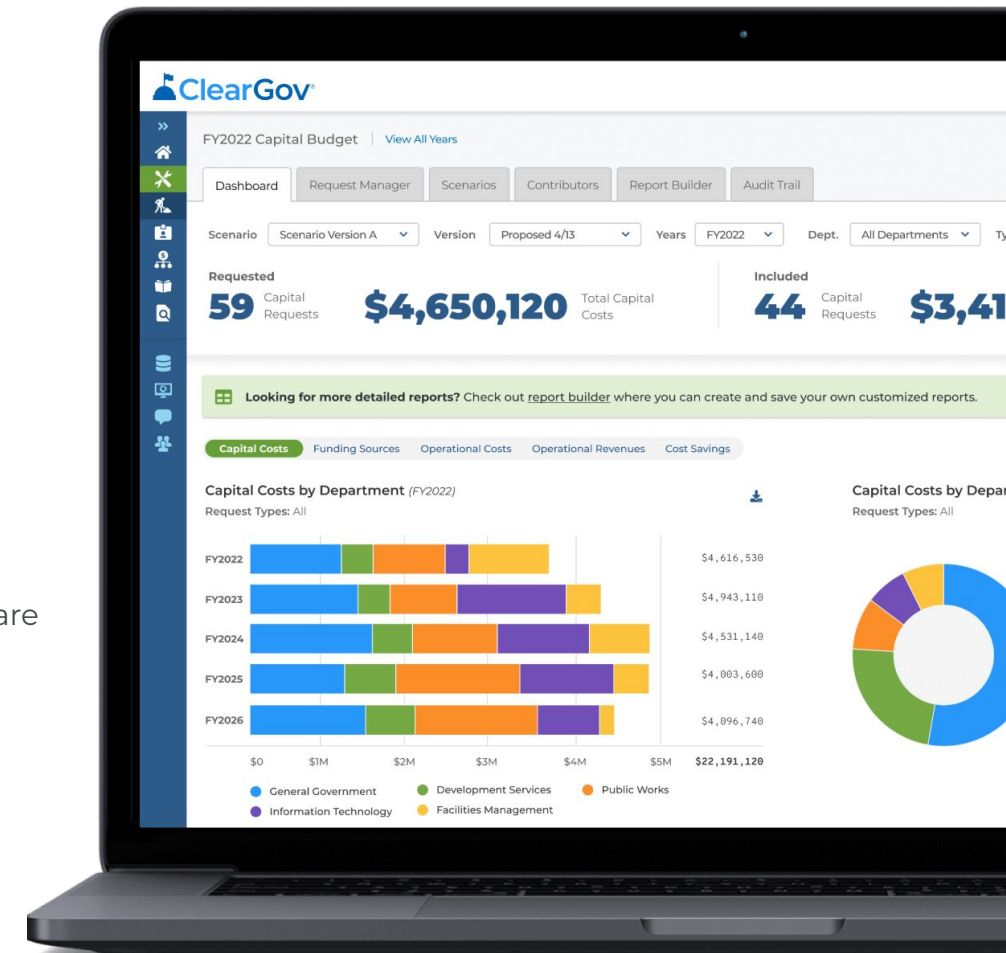 ClearGov®
FY2022 Capital Budget | View All Years
Dashboard Request Manager Scenarios Contributors Report Builder Audit Trail
Scenario Scenario Version A Version Proposed 4/13 Years FY2022 Dept. All Departments Ty
Requested Included
59 Capital Requests $4,650,120 Total Capital Costs 44 Capital Requests $3,41
Looking for more detailed reports? Check out report builder where you can create and save your own customized reports.
Capital Costs Funding Sources Operational Costs Operational Revenues Cost Savings
Capital Costs by Department (FY2022) Capital Costs by Depar
Request Types: All Request Types: All
FY2022 $4,616,530
FY2023 $4,943,110
are
FY2024 $4,531,140
FY2025 $4,003,600
FY2026 $4,096,740
$0 $1M $2M $3M $4M $5M $22,191,120
General Government Development Services Public Works
Information Technology Facilities Management